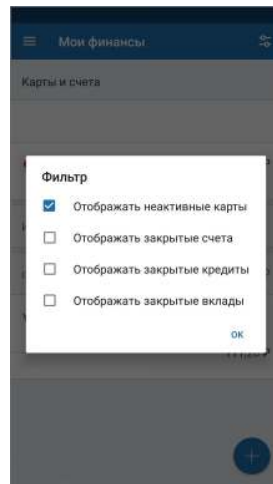 Мои финансы
Карты и счета
Фильтр
Отображать неактивные карты
Отображать закрытые счета
Отображать закрытые кредиты
Отображать закрытые вклады
ОК